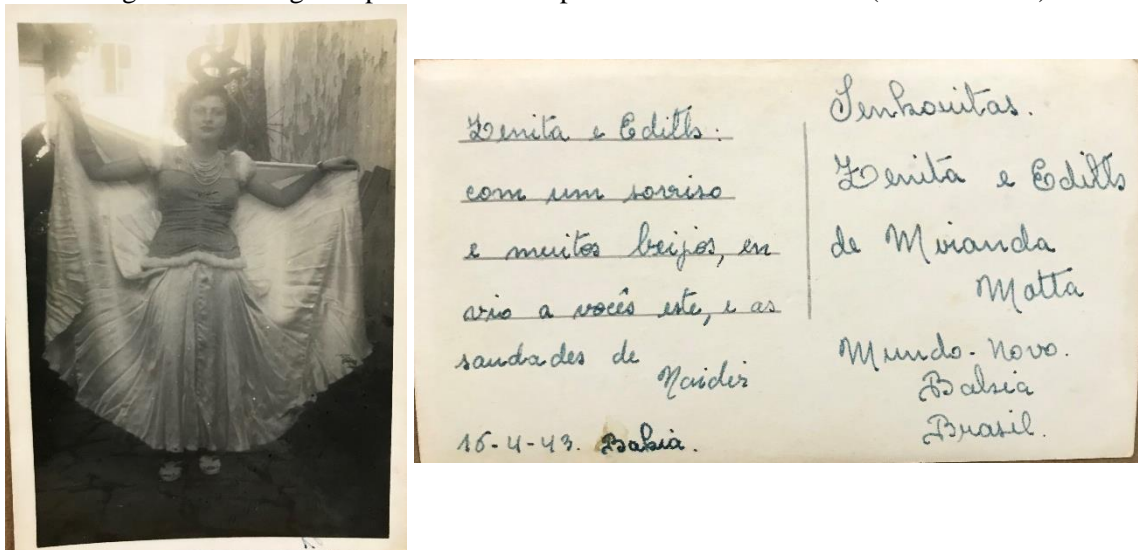 Zenita e Edith:
com um sorriso
e muitos beijos, en
vio a vocês este, e as
saudades de
Naider
16-4-43. Bahia.
Senhoritas.
Zenita e Edith
de Miranda
Matta
Mundo-Novo.
Bahia
Brasil.